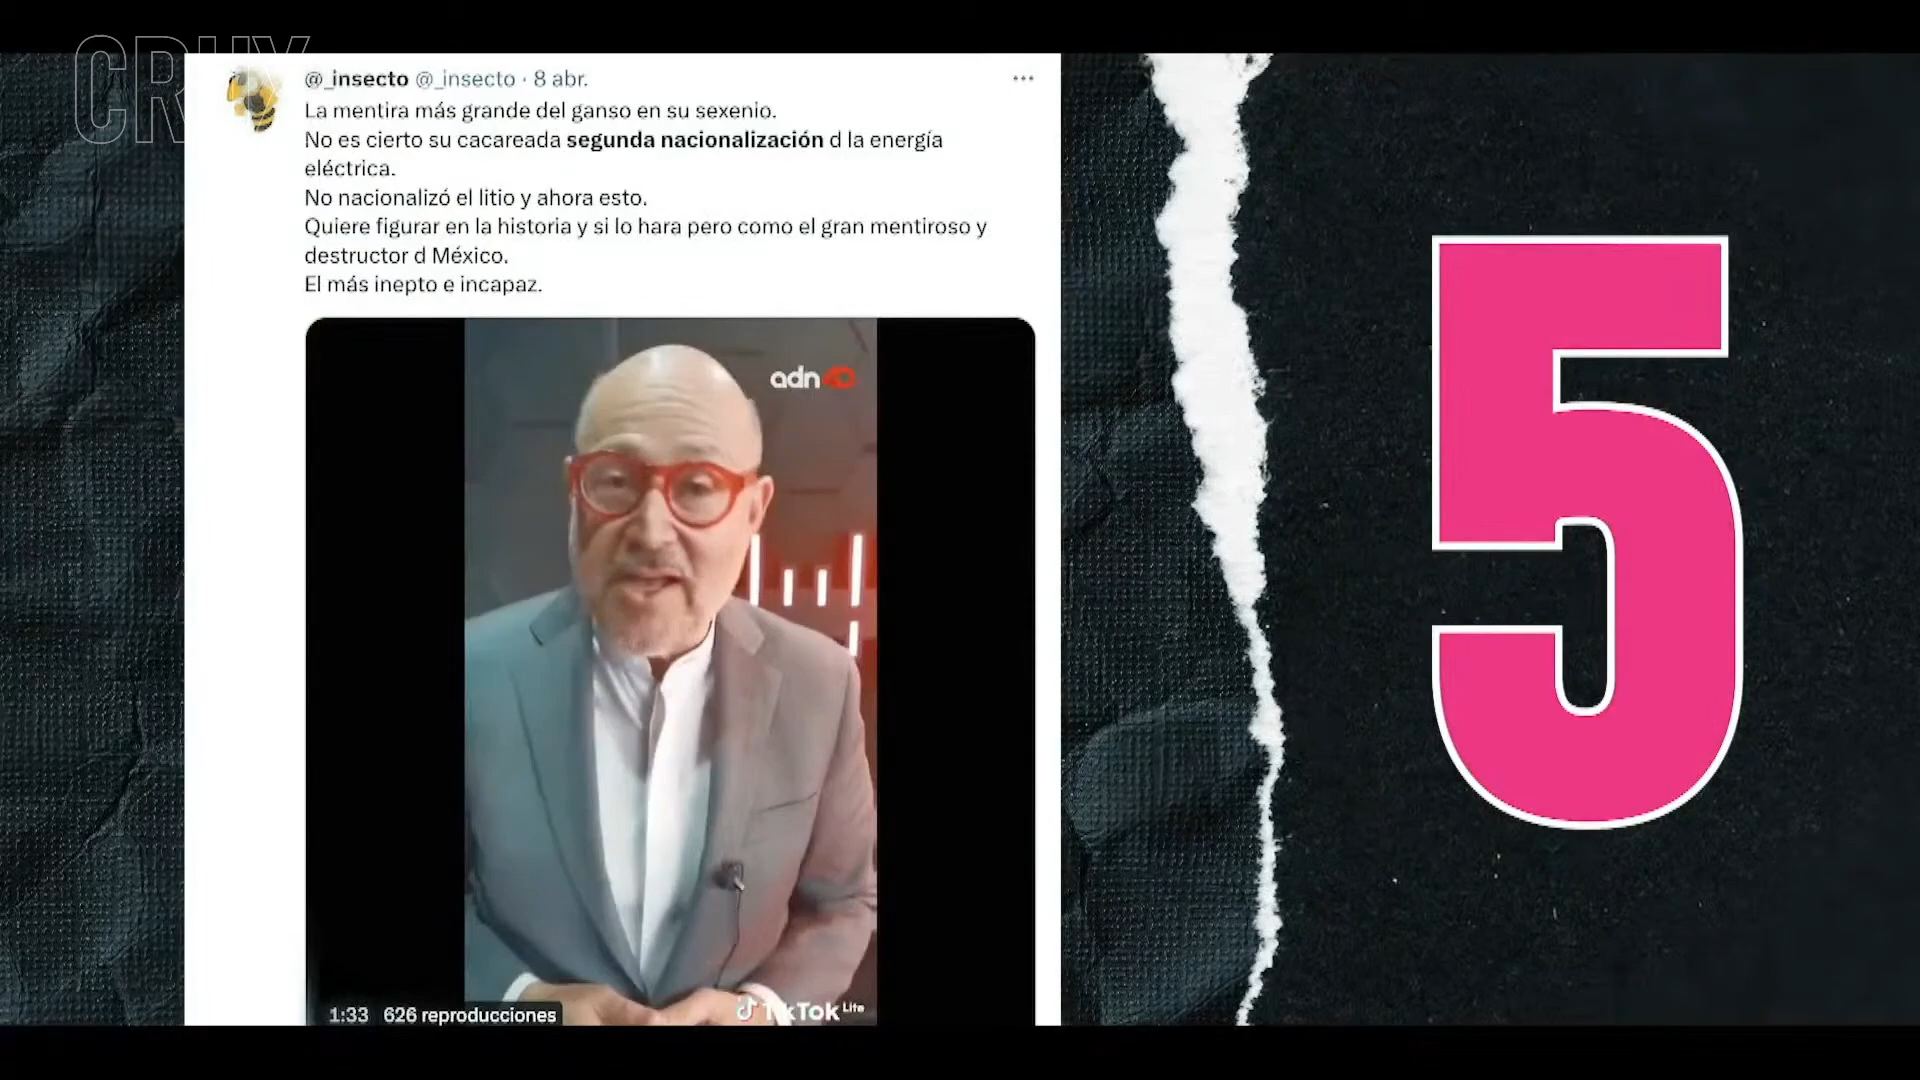 CRUX
@_insecto @_insecto · 8 abr.
La mentira más grande del ganso en su sexenio.
No es cierto su cacareada segunda nacionalización d la energía
eléctrica.
No nacionalizó el litio y ahora esto.
Quiere figurar en la historia y si lo hara pero como el gran mentiroso y
destructor d México.
El más inepto e incapaz.
adn40
1:33 626 reproducciones
TikTok Lite
5